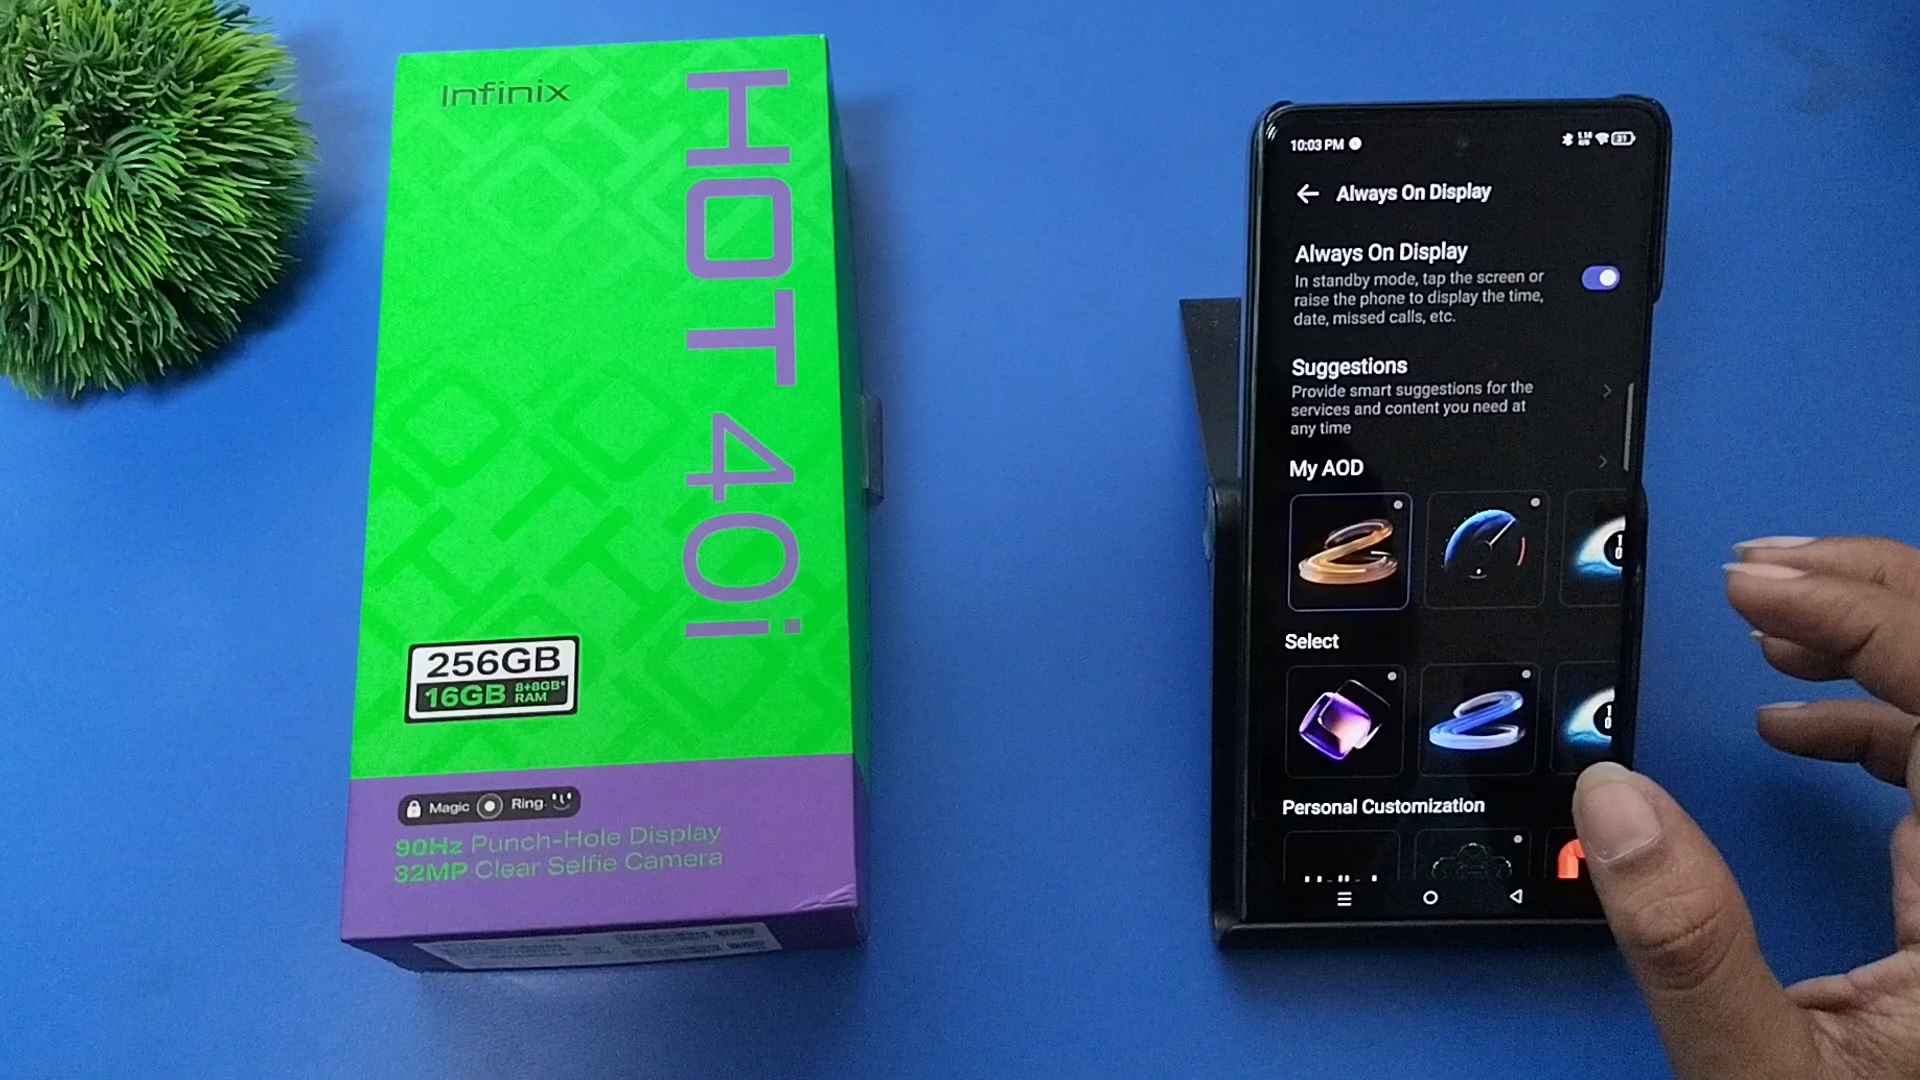 Infinix
HOT 40i
256GB
16GB 8+8GB*
RAM
Magic Ring
90Hz Punch-Hole Display
32MP Clear Selfie Camera
10:03 PM
31
Always On Display
Always On Display
In standby mode, tap the screen or
raise the phone to display the time,
date, missed calls, etc.
Suggestions
Provide smart suggestions for the
services and content you need at
any time
My AOD
Select
Personal Customization